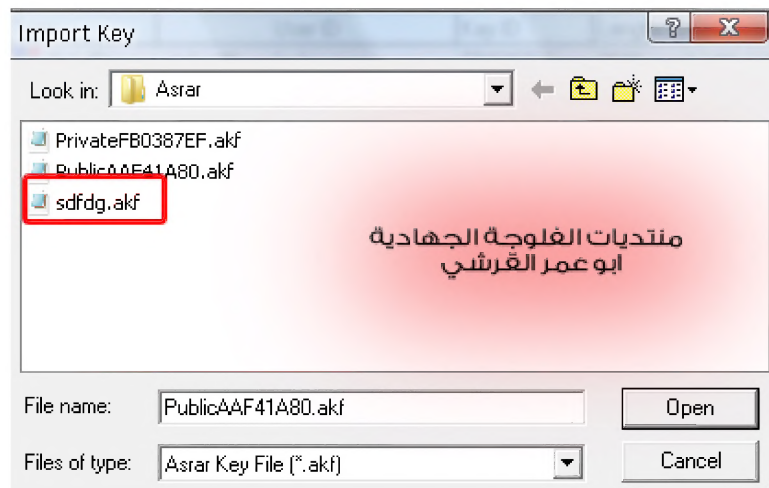 Import Key
Look in: Asrar
PrivateFB0387EF.akf
PublicAAF41A80.akf
sdfdg.akf
منتديات الفلوجة الجهادية
ابو عمر القرشي
File name: PublicAAF41A80.akf Open
Files of type: Asrar Key File (*.akf) Cancel